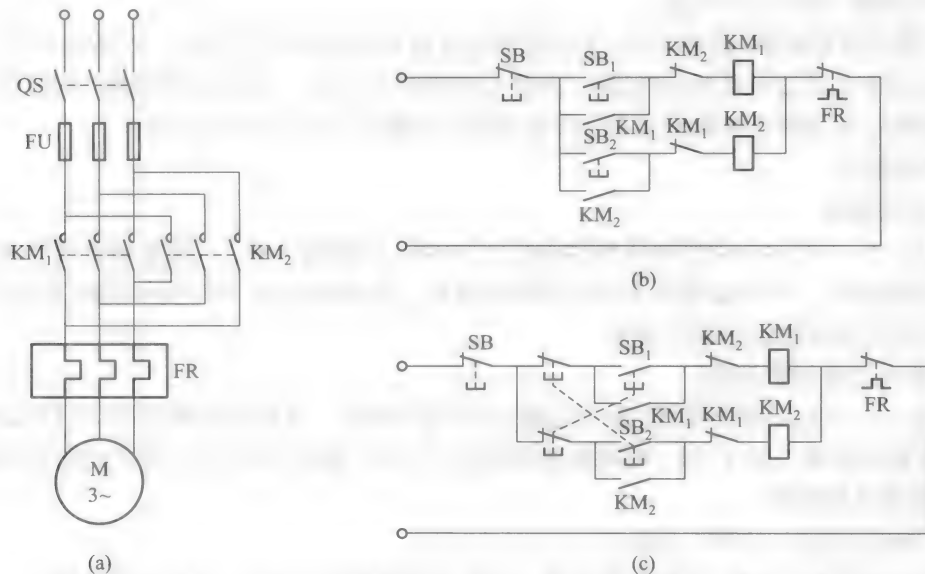 QS
FU
KM₁
KM₂
FR
M
3~
(a)
SB
SB₁
KM₂
KM₁
FR
KM₁
SB₂
KM₁
KM₂
KM₂
(b)
SB
SB₁
KM₂
KM₁
FR
KM₁
SB₂
KM₁
KM₂
KM₂
(c)